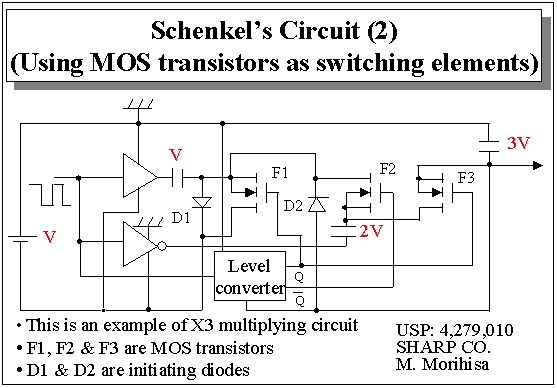 Schenkel's Circuit (2)
(Using MOS transistors as switching elements)
3V
V
F1
F2
F3
D1
D2
2V
V
Level
converter
Q
Q̅
• This is an example of X3 multiplying circuit
• F1, F2 & F3 are MOS transistors
• D1 & D2 are initiating diodes
USP: 4,279,010
SHARP CO.
M. Morihisa